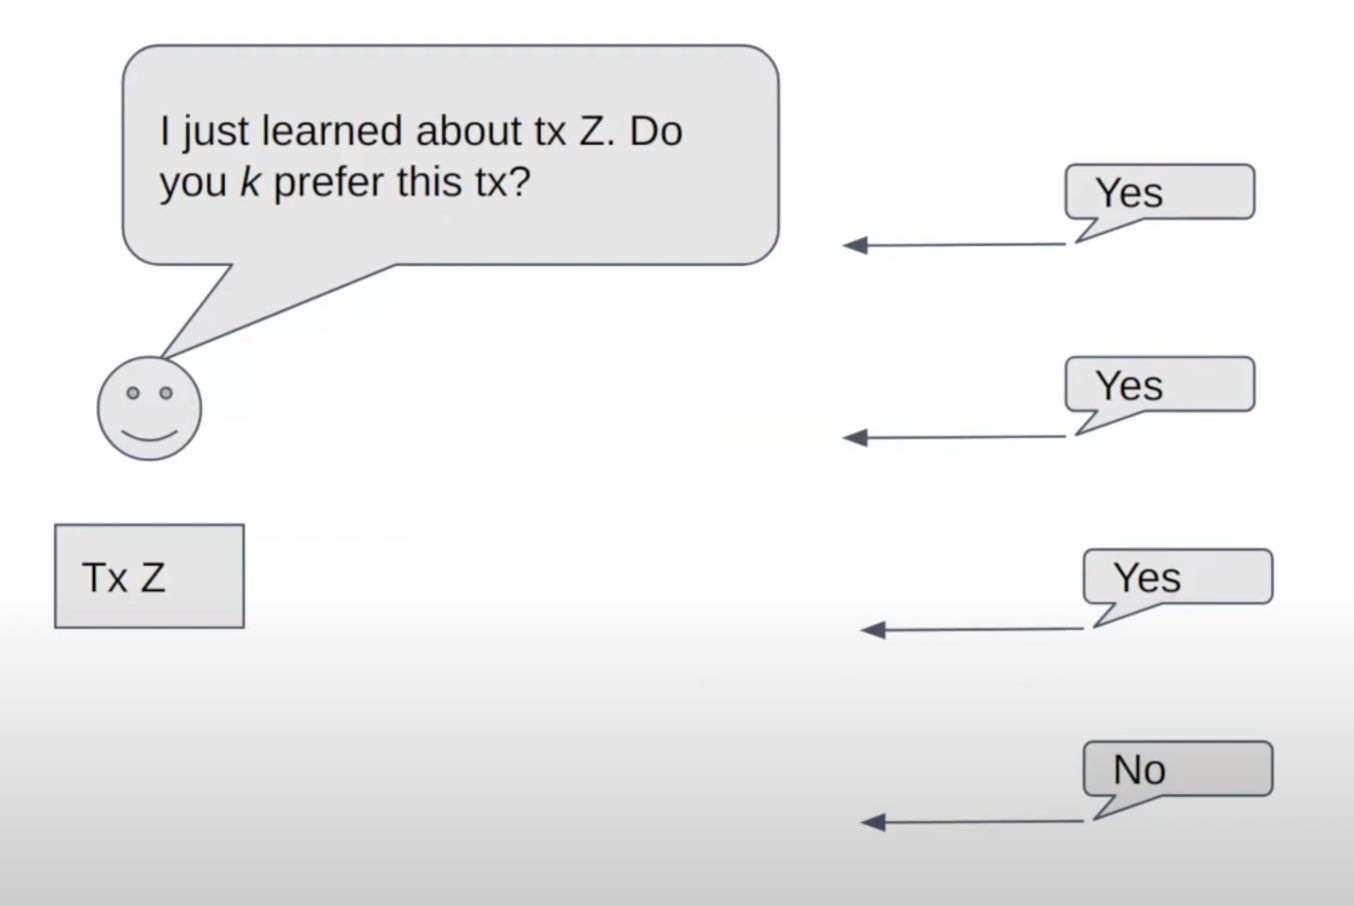 I just learned about tx Z. Do
you k prefer this tx?
Yes
Yes
Tx Z
Yes
No